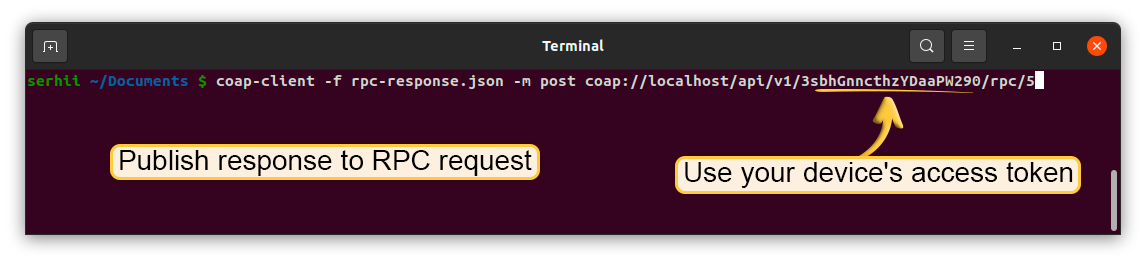 Terminal
serhii ~/Documents $ coap-client -f rpc-response.json -m post coap://localhost/api/v1/3sbhGnncthzYDaaPW290/rpc/5
Publish response to RPC request
Use your device's access token